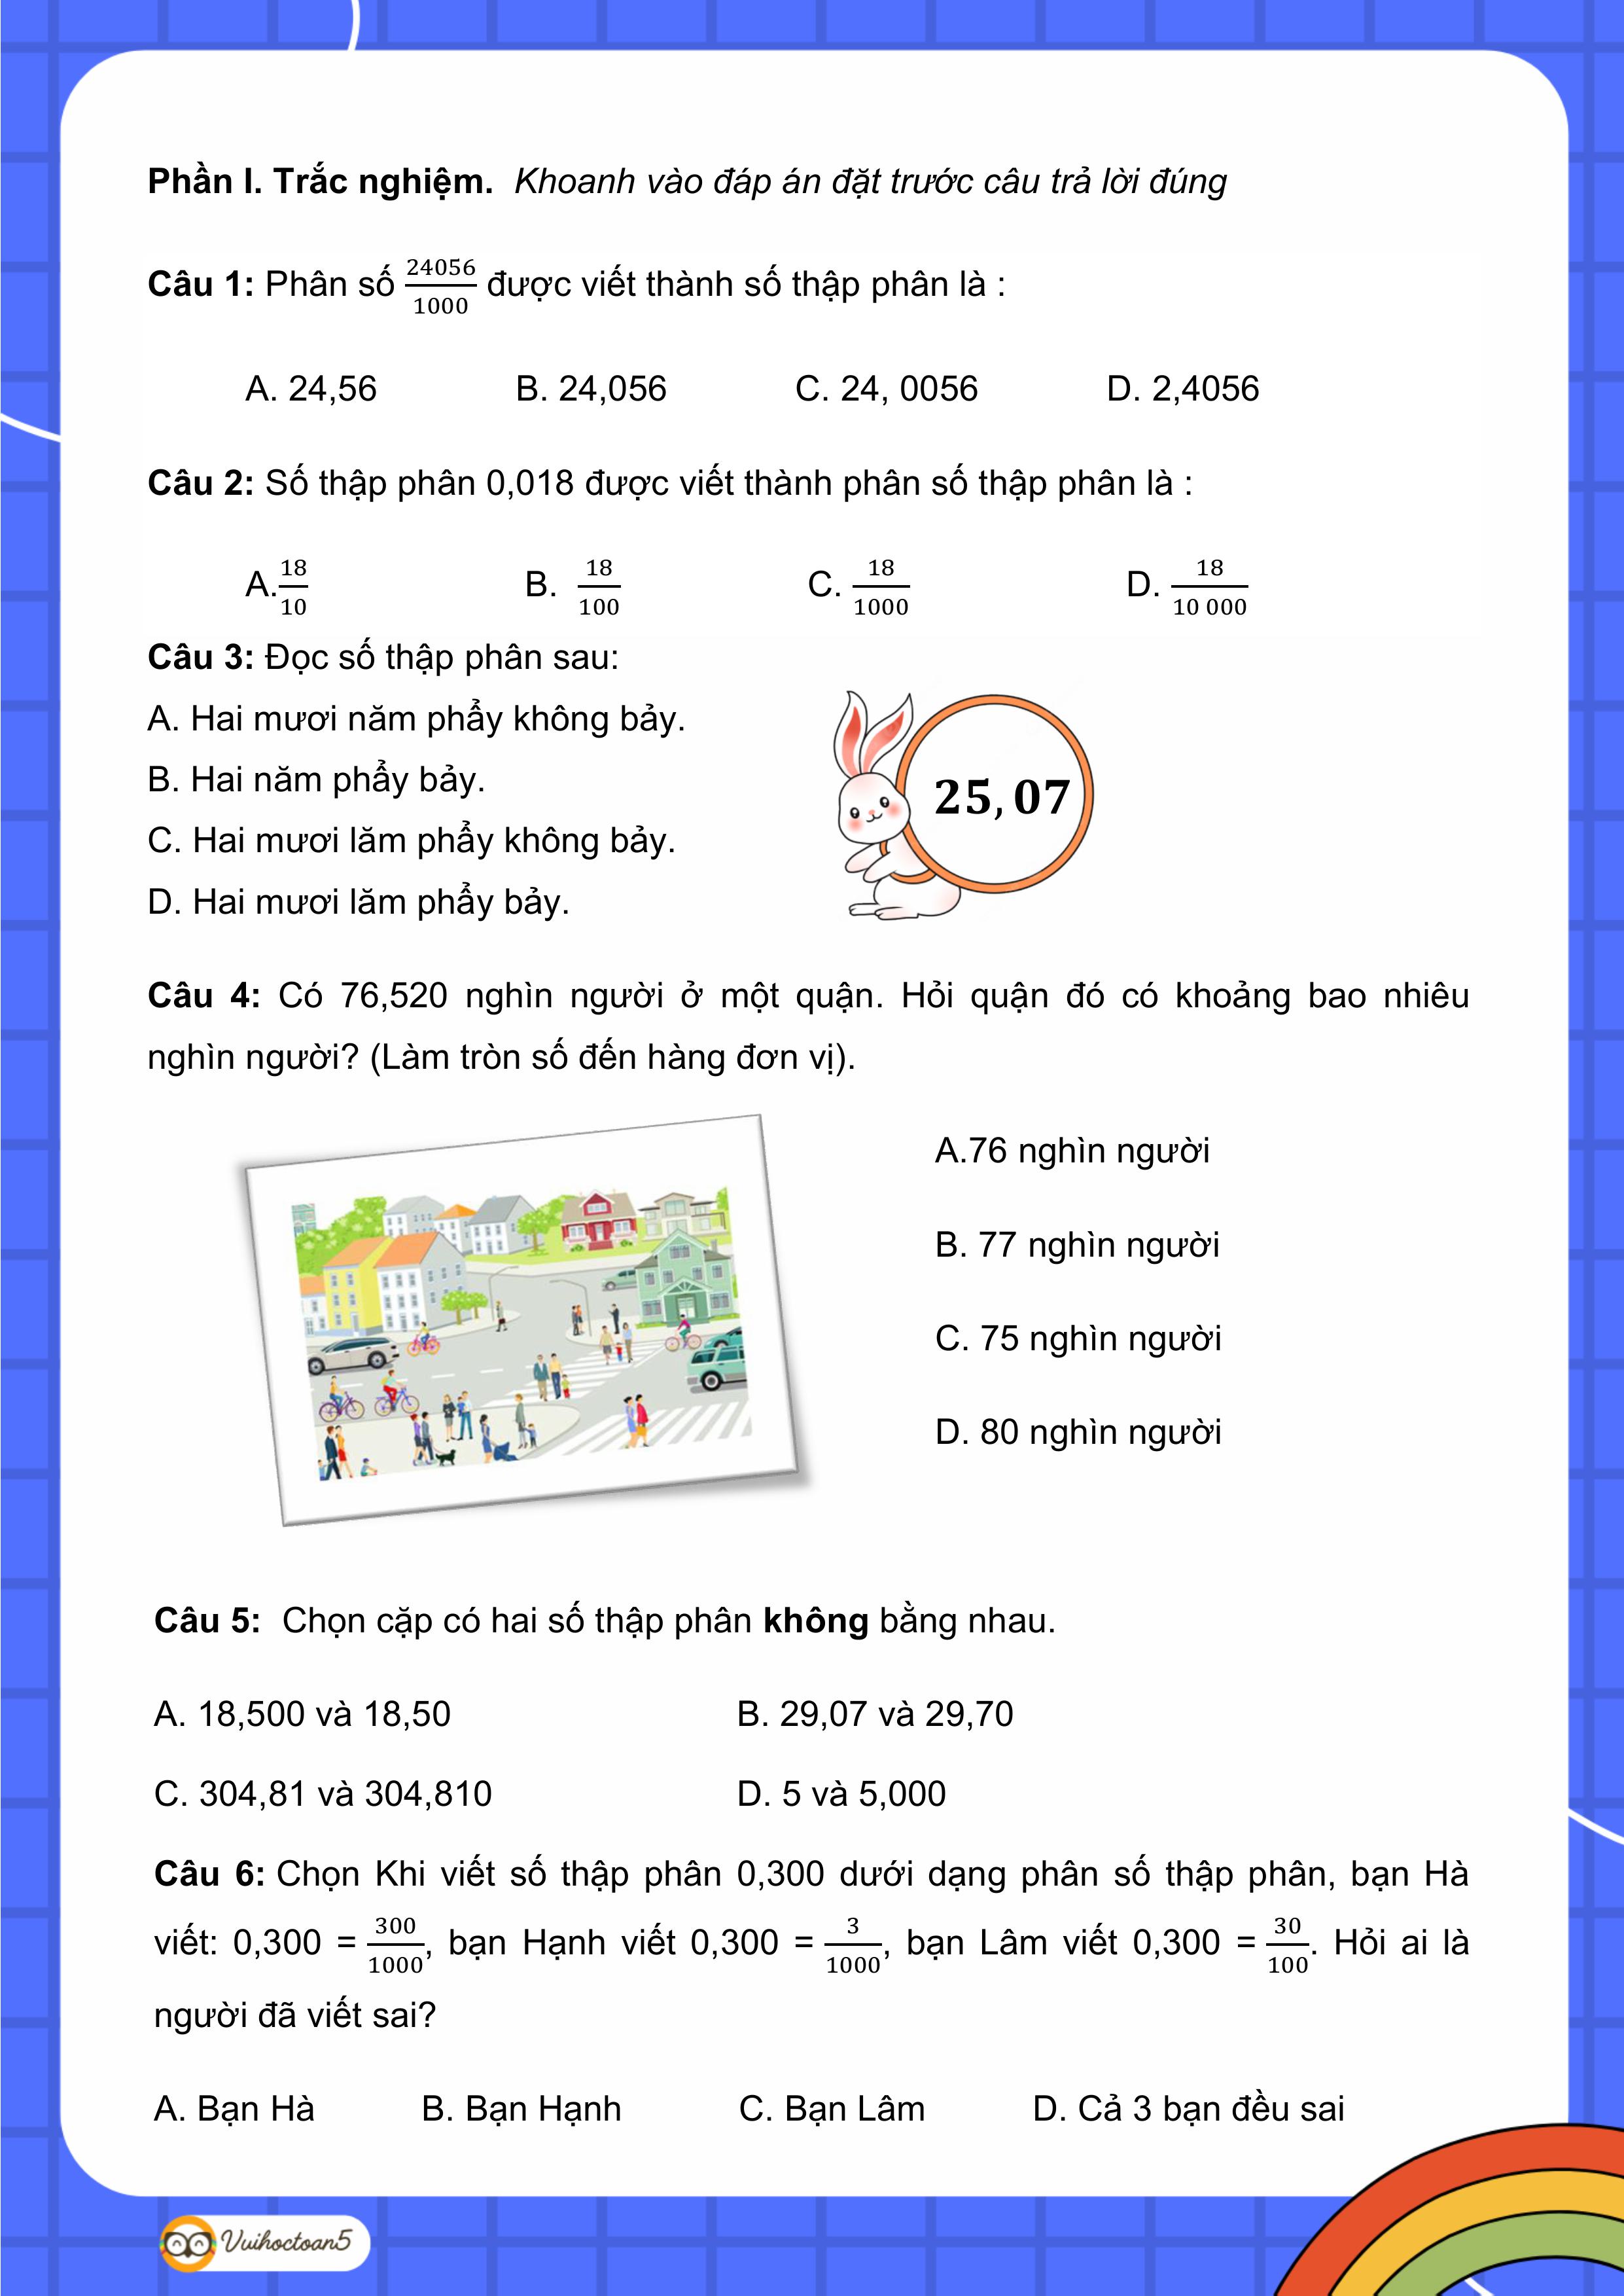 Phần I. Trắc nghiệm. Khoanh vào đáp án đặt trước câu trả lời đúng
Câu 1: Phân số 24056/1000 được viết thành số thập phân là :
A. 24,56 B. 24,056 C. 24, 0056 D. 2,4056
Câu 2: Số thập phân 0,018 được viết thành phân số thập phân là :
A. 18/10 B. 18/100 C. 18/1000 D. 18/10 000
Câu 3: Đọc số thập phân sau:
A. Hai mươi năm phẩy không bảy.
B. Hai năm phẩy bảy.
C. Hai mươi lăm phẩy không bảy.
D. Hai mươi lăm phẩy bảy.
25,07
Câu 4: Có 76,520 nghìn người ở một quận. Hỏi quận đó có khoảng bao nhiêu
nghìn người? (Làm tròn số đến hàng đơn vị).
A.76 nghìn người
B. 77 nghìn người
C. 75 nghìn người
D. 80 nghìn người
Câu 5: Chọn cặp có hai số thập phân không bằng nhau.
A. 18,500 và 18,50 B. 29,07 và 29,70
C. 304,81 và 304,810 D. 5 và 5,000
Câu 6: Chọn Khi viết số thập phân 0,300 dưới dạng phân số thập phân, bạn Hà
viết: 0,300 = 300/1000, bạn Hạnh viết 0,300 = 3/1000, bạn Lâm viết 0,300 = 30/100. Hỏi ai là
người đã viết sai?
A. Bạn Hà B. Bạn Hạnh C. Bạn Lâm D. Cả 3 bạn đều sai
Vuihoctoan5